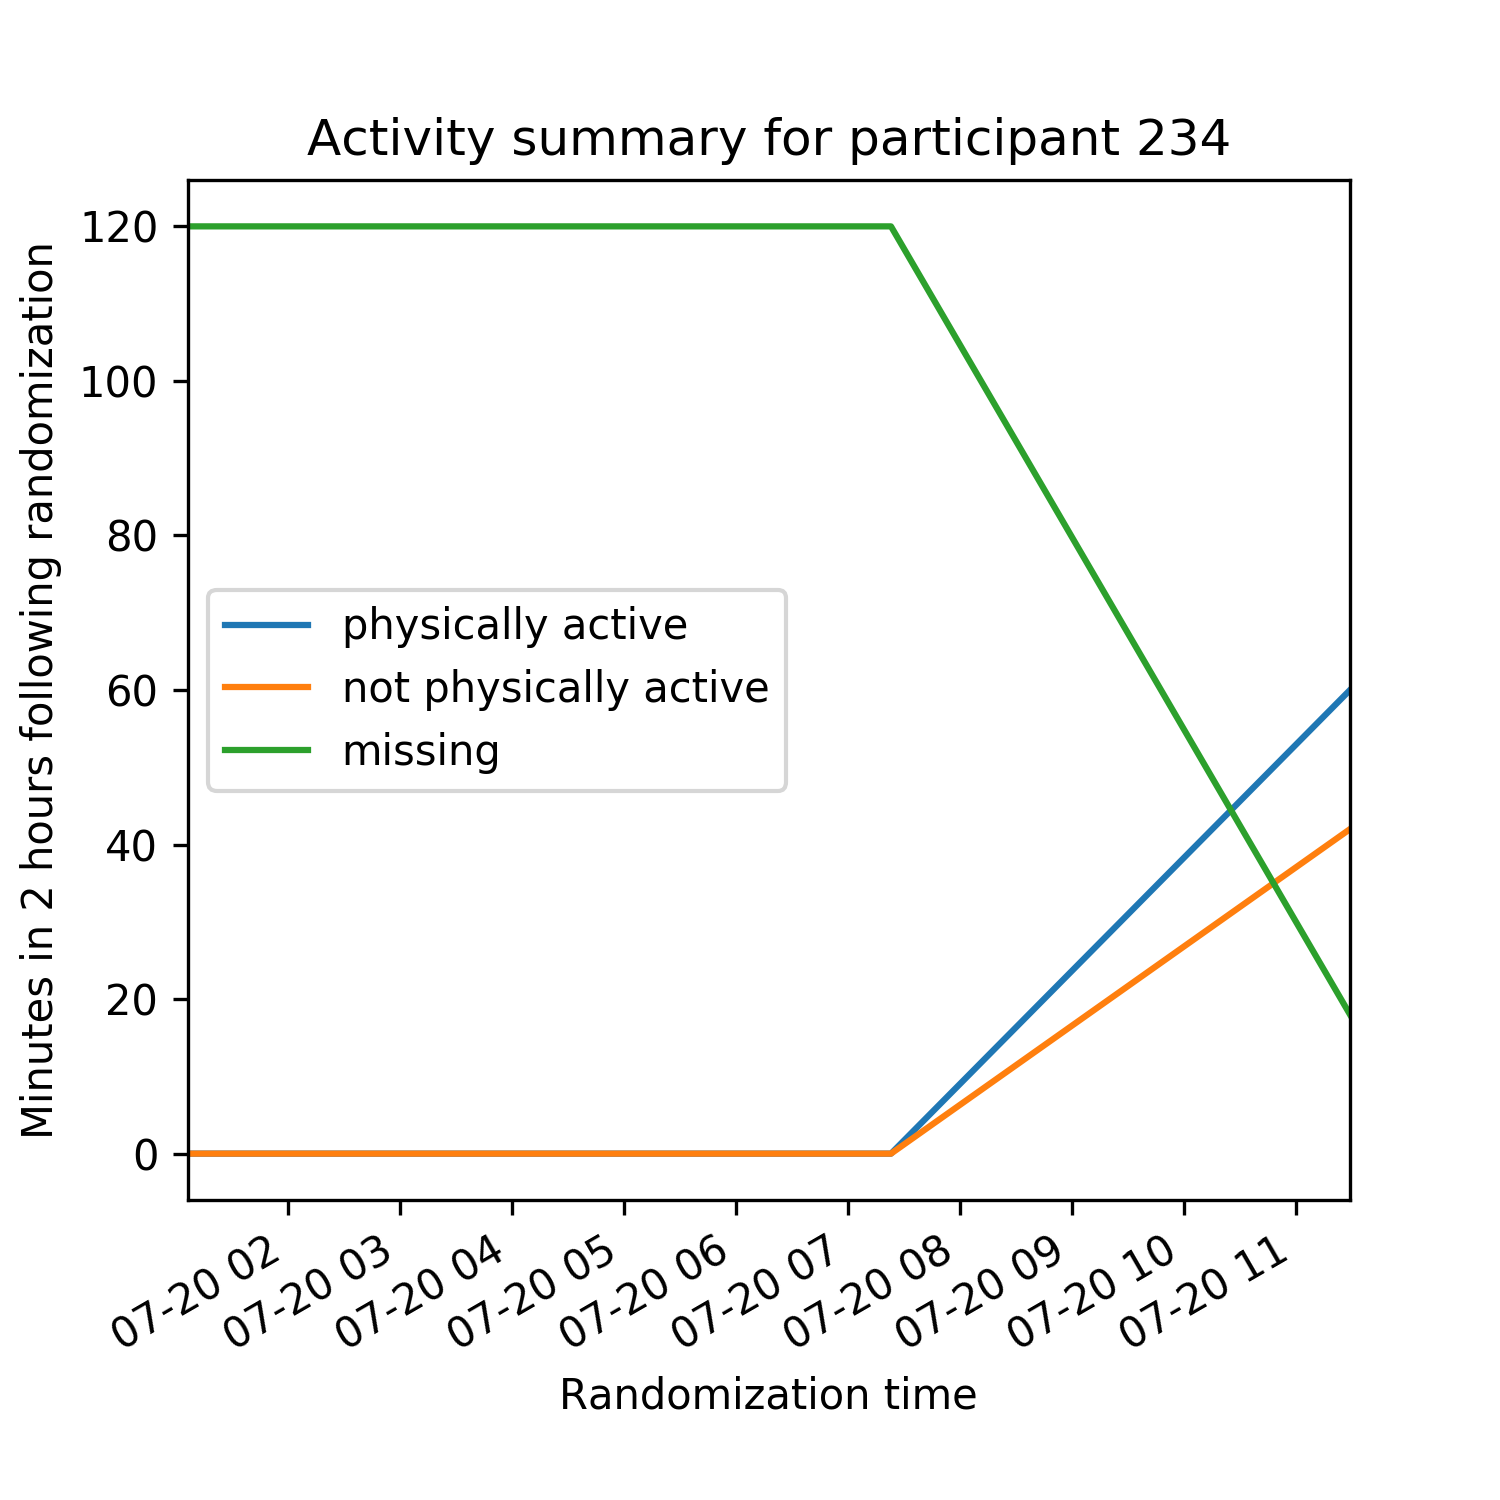 Activity summary for participant 234
Minutes in 2 hours following randomization
120
100
80
60
40
20
0
physically active
not physically active
missing
07-20 02
07-20 03
07-20 04
07-20 05
07-20 06
07-20 07
07-20 08
07-20 09
07-20 10
07-20 11
Randomization time